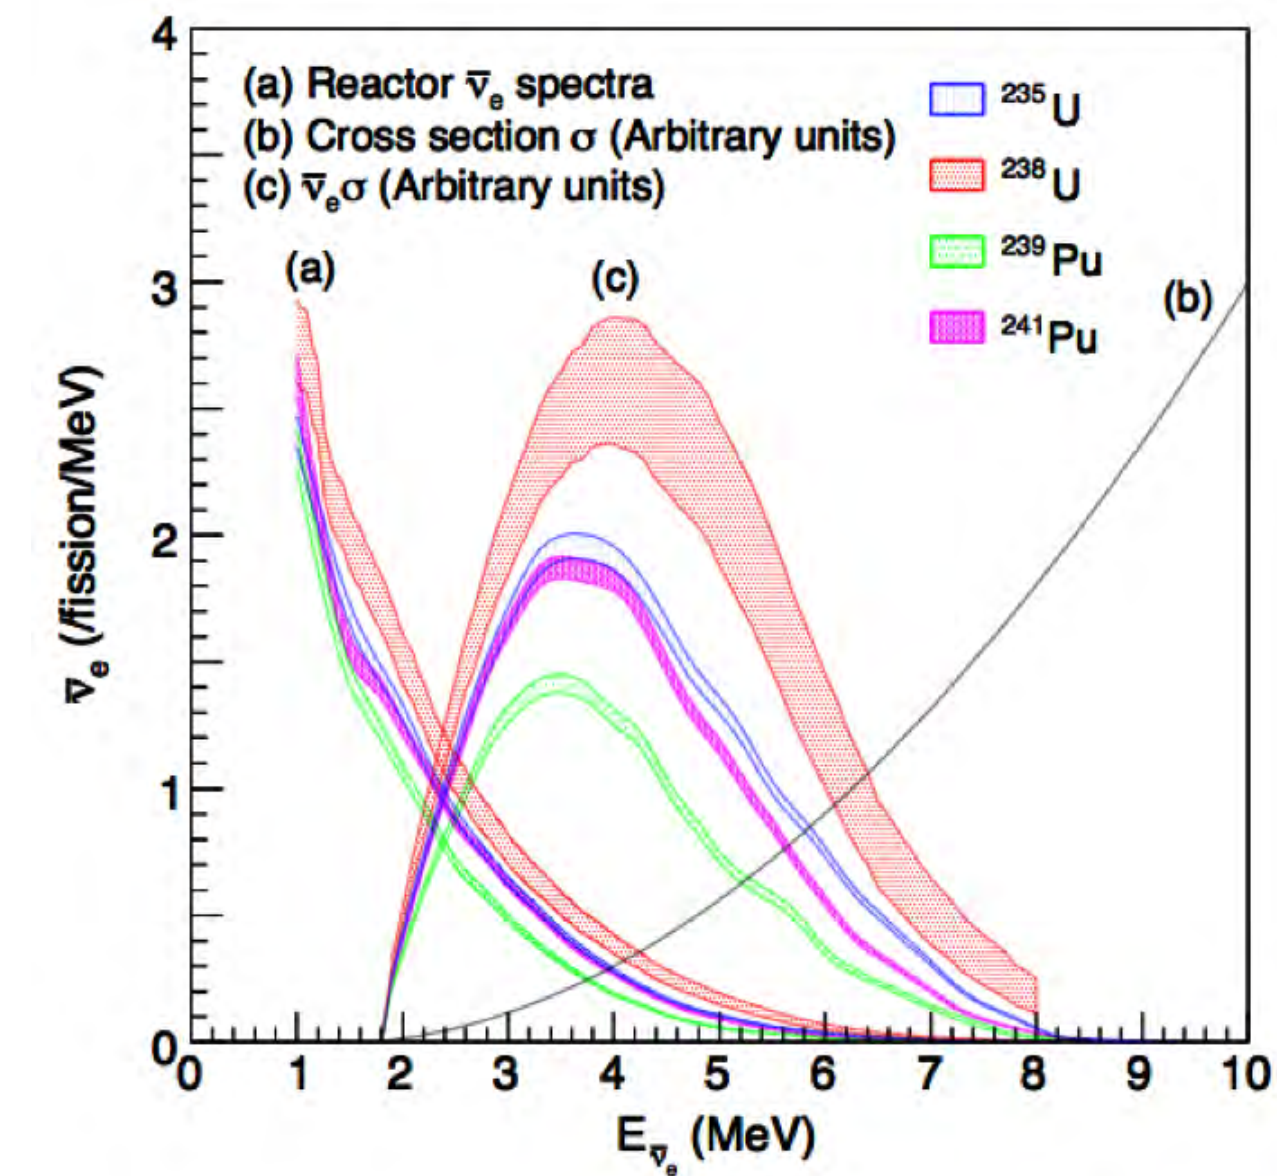 4
(a) Reactor ν̅ₑ spectra
(b) Cross section σ (Arbitrary units)
(c) ν̅ₑσ (Arbitrary units)
²³⁵U
²³⁸U
²³⁹Pu
²⁴¹Pu
(a)
(c)
(b)
3
2
1
0
ν̅ₑ (/fission/MeV)
0 1 2 3 4 5 6 7 8 9 10
E_ν̅ₑ (MeV)